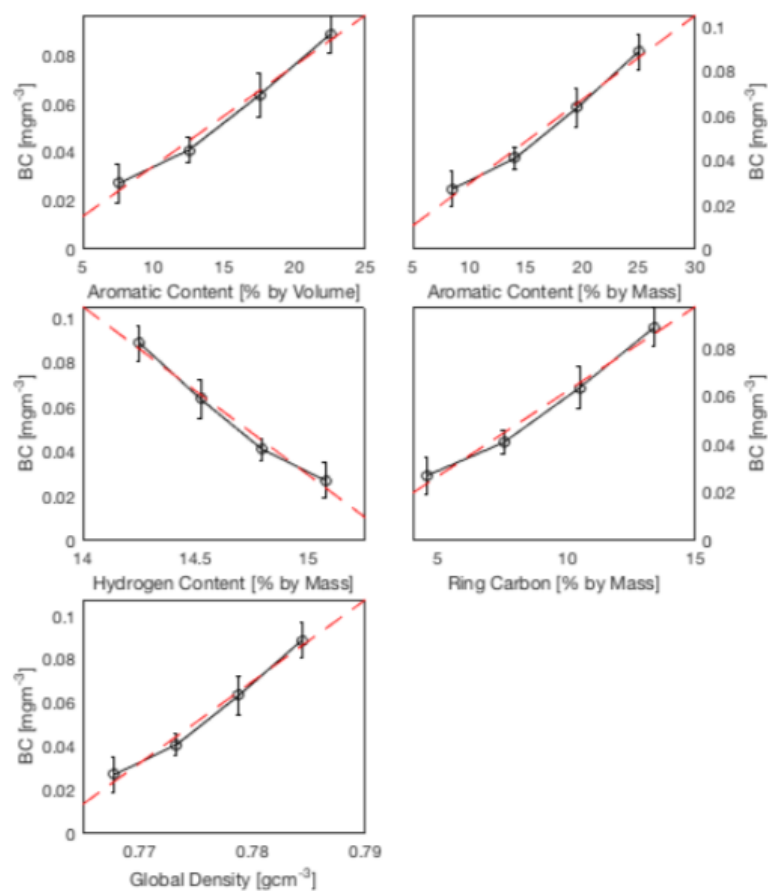 BC [mgm-3]
0.08
0.06
0.04
0.02
0
5 10 15 20 25
Aromatic Content [% by Volume]
0.1
0.08
0.06
0.04
0.02
0
BC [mgm-3]
5 10 15 20 25 30
Aromatic Content [% by Mass]
BC [mgm-3]
0.1
0.08
0.06
0.04
0.02
0
14 14.5 15
Hydrogen Content [% by Mass]
0.08
0.06
0.04
0.02
0
BC [mgm-3]
5 10 15
Ring Carbon [% by Mass]
BC [mgm-3]
0.1
0.08
0.06
0.04
0.02
0
0.77 0.78 0.79
Global Density [gcm-3]